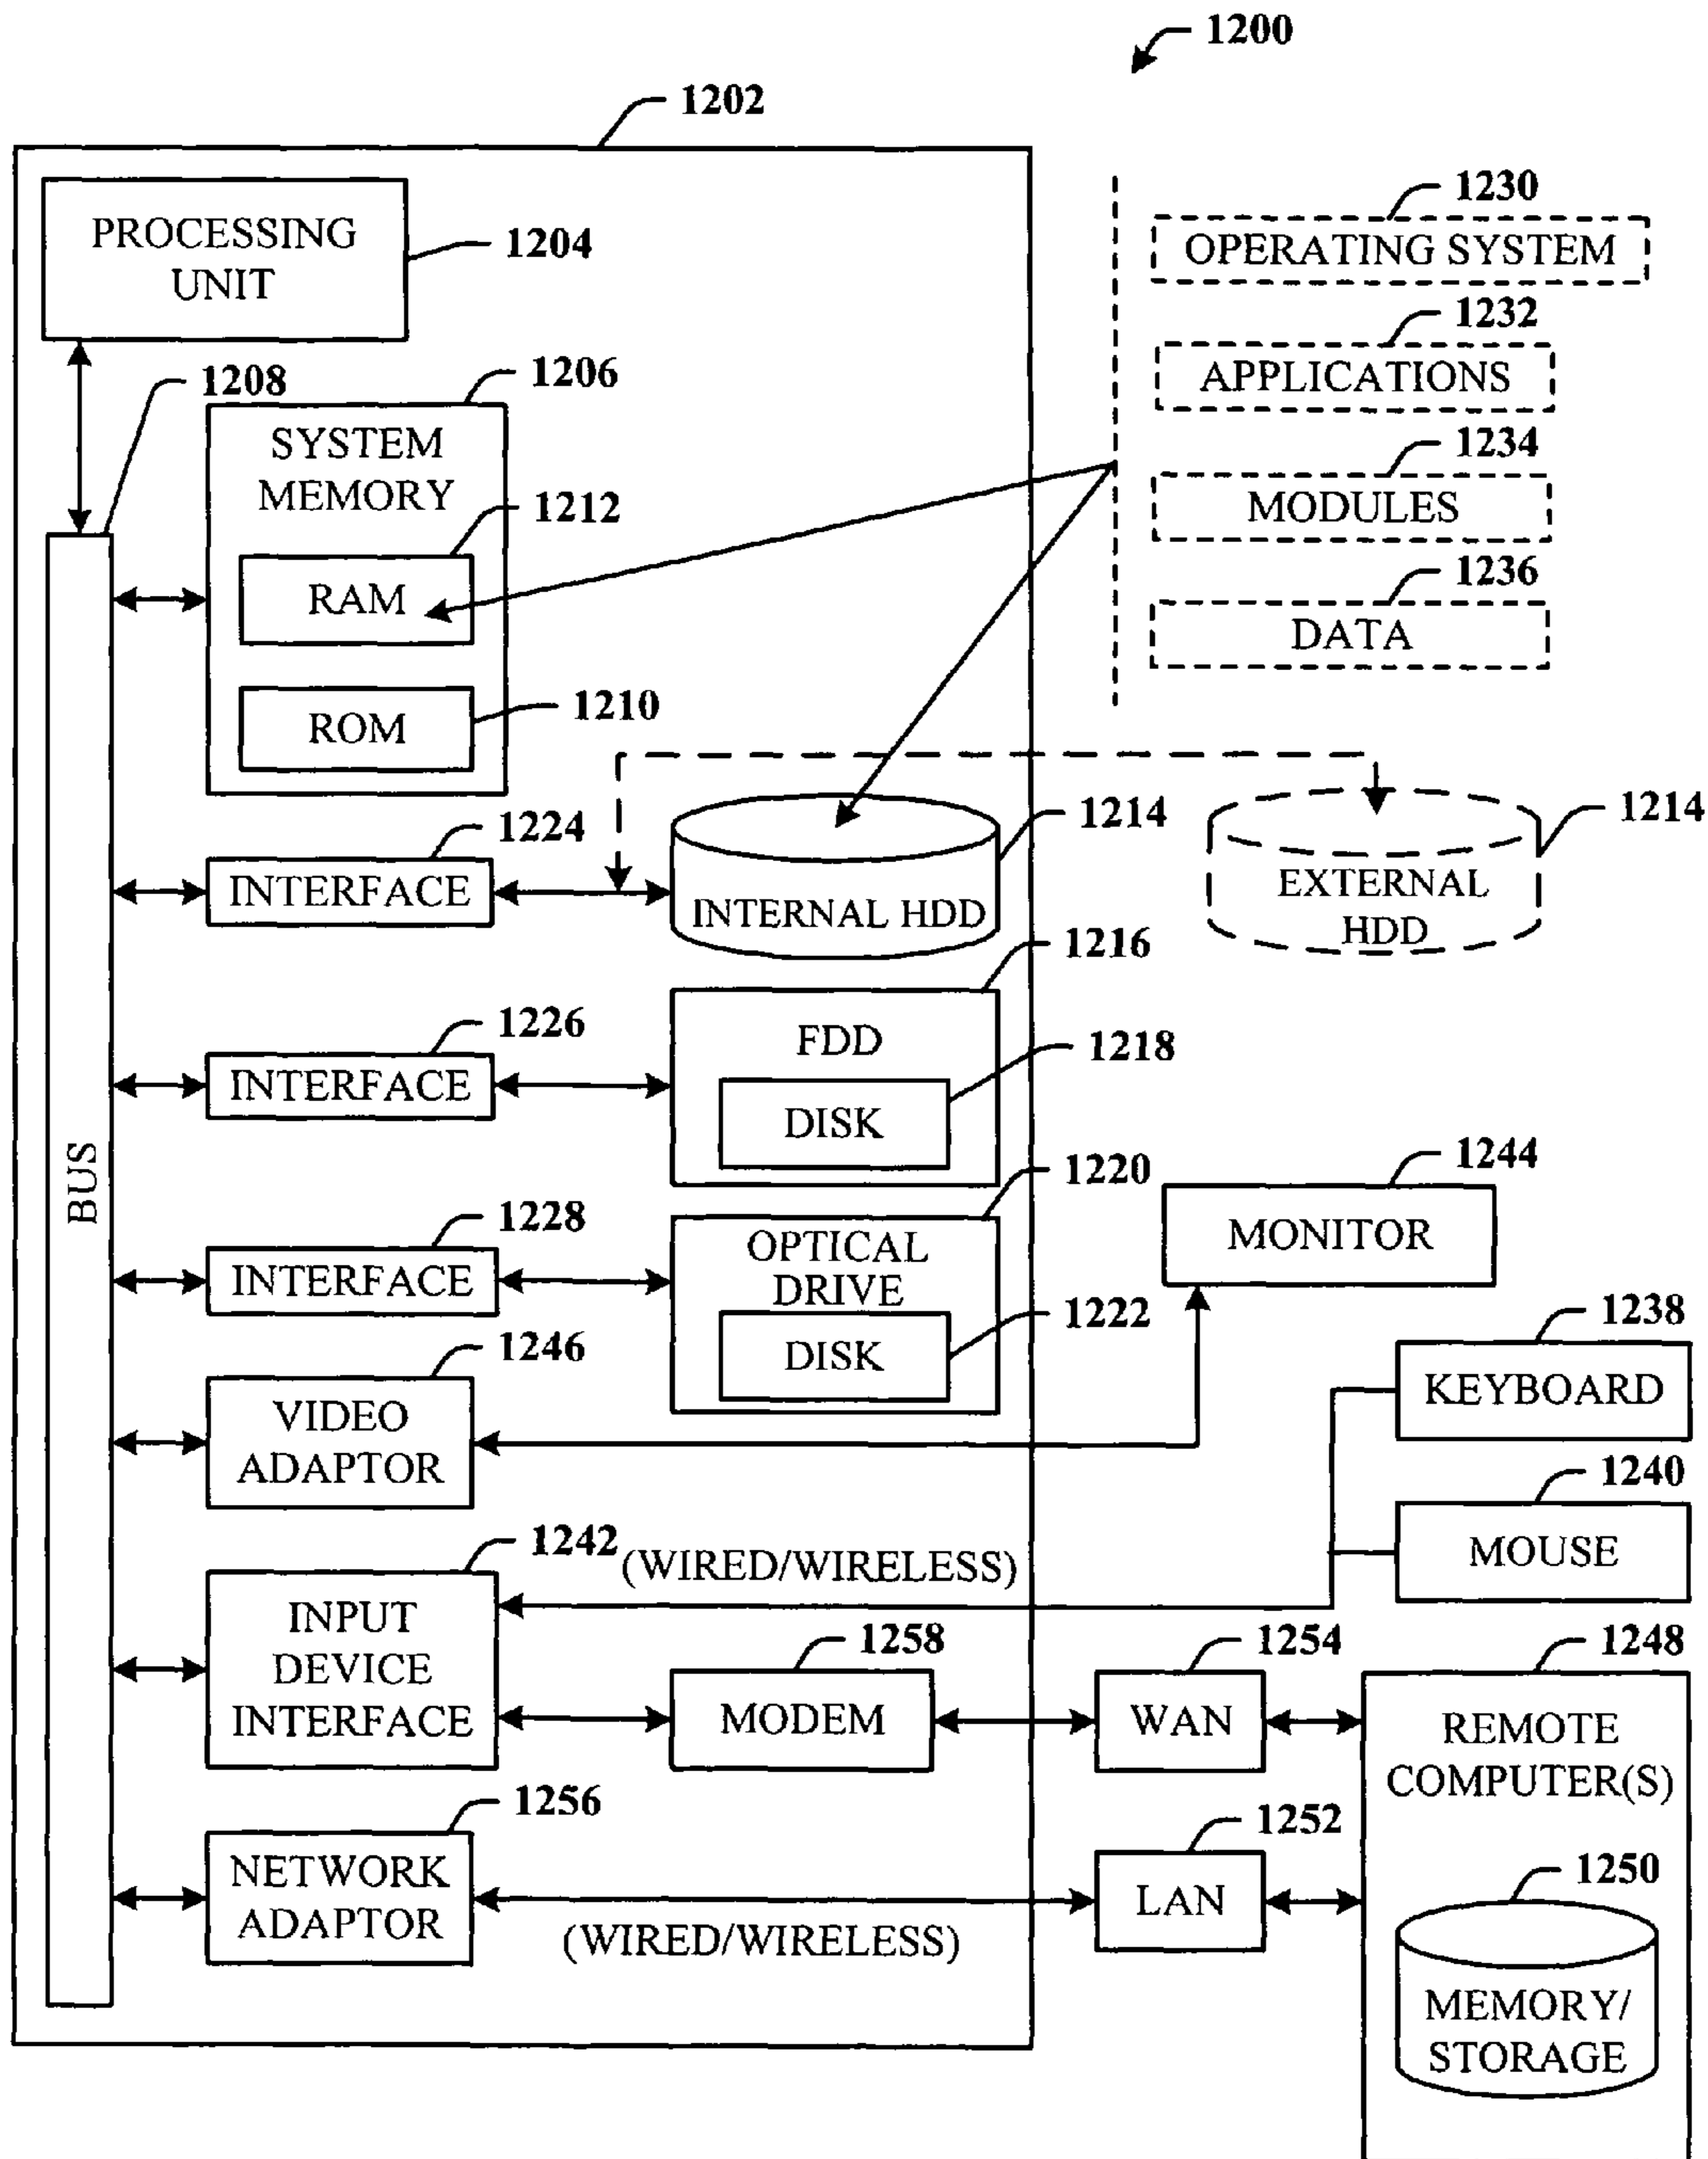 1200
1202
PROCESSING
UNIT
1204
1208
1206
SYSTEM
MEMORY
1212
RAM
ROM
1210
1230
OPERATING SYSTEM
1232
APPLICATIONS
1234
MODULES
1236
DATA
1224
INTERFACE
1214
INTERNAL HDD
1214
EXTERNAL
HDD
1226
INTERFACE
1216
FDD
1218
DISK
BUS
1228
INTERFACE
1220
OPTICAL
DRIVE
1222
DISK
1244
MONITOR
1246
VIDEO
ADAPTOR
1238
KEYBOARD
1240
MOUSE
1242
(WIRED/WIRELESS)
INPUT
DEVICE
INTERFACE
1258
MODEM
1254
WAN
1248
REMOTE
COMPUTER(S)
1256
NETWORK
ADAPTOR
(WIRED/WIRELESS)
1252
LAN
1250
MEMORY/
STORAGE